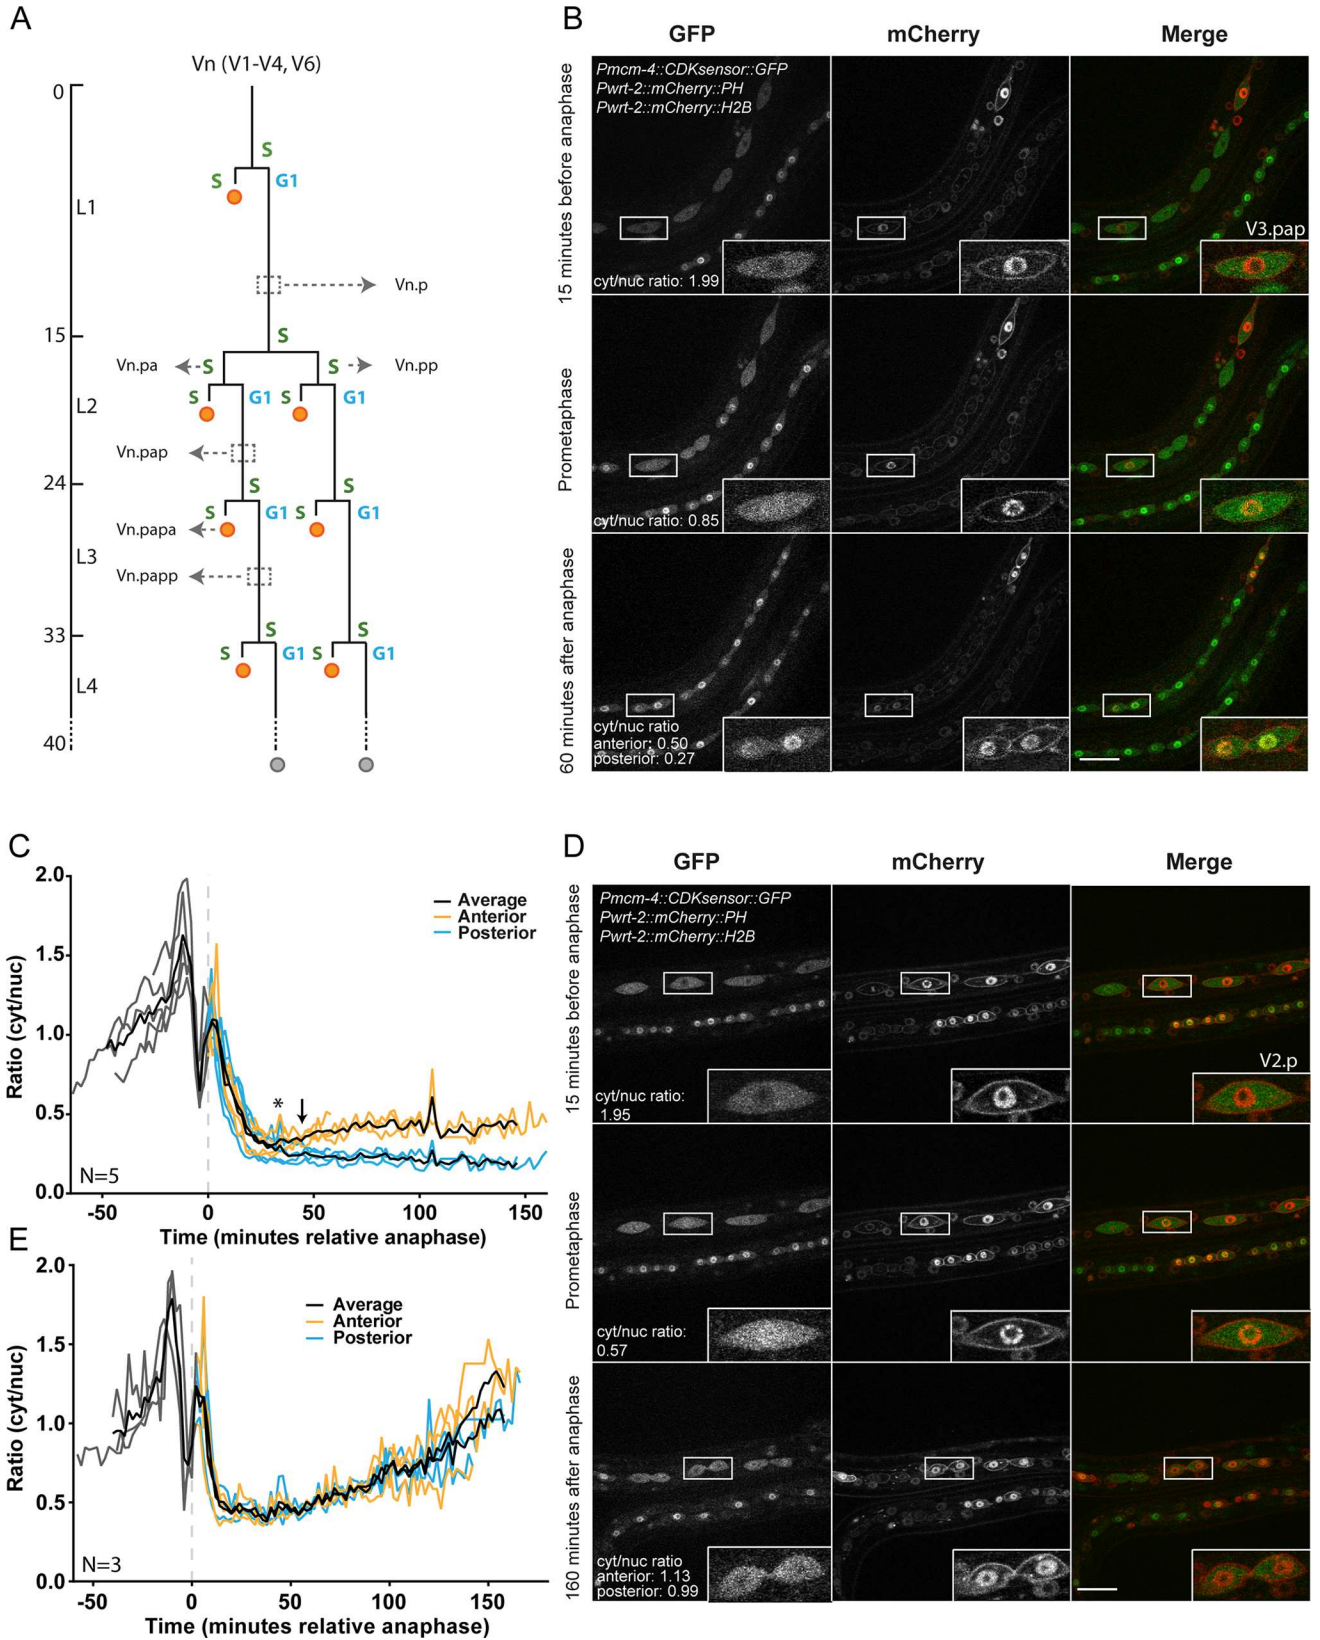 A
Vn (V1-V4, V6)
0
S
S
G1
L1
Vn.p
15
S
Vn.pa
S
S
Vn.pp
S
G1
S
G1
L2
Vn.pap
24
S
S
S
G1
S
G1
Vn.papa
L3
Vn.papp
33
S
S
S
G1
S
G1
L4
40
B
GFP
mCherry
Merge
15 minutes before anaphase
Pmcm-4::CDKsensor::GFP
Pwrt-2::mCherry::PH
Pwrt-2::mCherry::H2B
V3.pap
cyt/nuc ratio: 1.99
Prometaphase
cyt/nuc ratio: 0.85
60 minutes after anaphase
cyt/nuc ratio
anterior: 0.50
posterior: 0.27
C
2.0
1.5
1.0
0.5
0.0
Ratio (cyt/nuc)
Average
Anterior
Posterior
*
N=5
-50
0
50
100
150
Time (minutes relative anaphase)
D
GFP
mCherry
Merge
15 minutes before anaphase
Pmcm-4::CDKsensor::GFP
Pwrt-2::mCherry::PH
Pwrt-2::mCherry::H2B
V2.p
cyt/nuc ratio:
1.95
Prometaphase
cyt/nuc ratio:
0.57
160 minutes after anaphase
cyt/nuc ratio
anterior: 1.13
posterior: 0.99
E
2.0
1.5
1.0
0.5
0.0
Ratio (cyt/nuc)
Average
Anterior
Posterior
N=3
-50
0
50
100
150
Time (minutes relative anaphase)